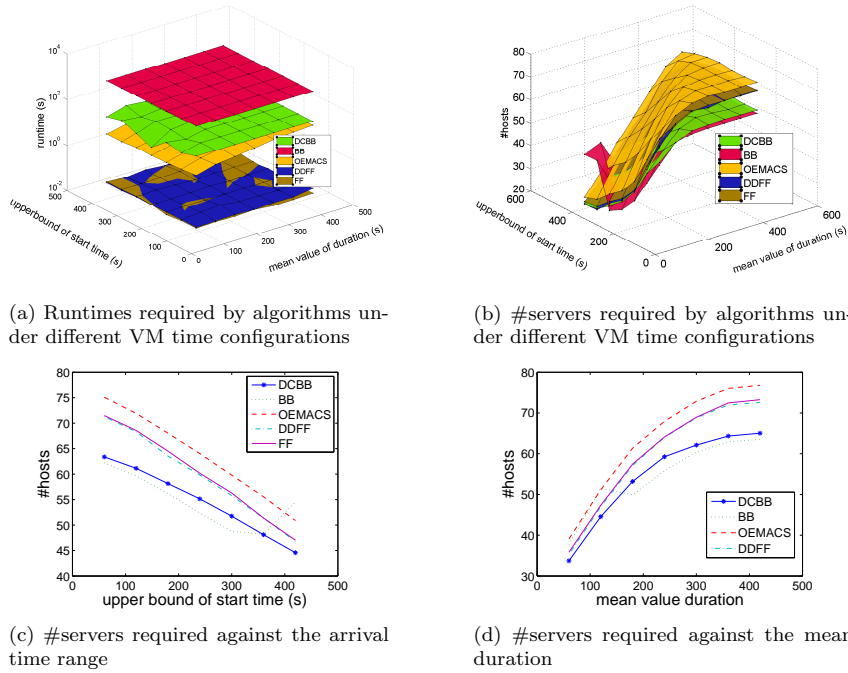 10^4
10^2
10^0
10^-2
runtime (s)
500
400
300
200
100
0
upperbound of start time (s)
0
100
200
300
400
500
mean value of duration (s)
DCBB
BB
OEMACS
DDFF
FF
80
70
60
50
40
30
20
#hosts
600
400
200
0
upperbound of start time (s)
0
200
400
600
mean value of duration (s)
DCBB
BB
OEMACS
DDFF
FF
(a) Runtimes required by algorithms un-
der different VM time configurations
(b) #servers required by algorithms un-
der different VM time configurations
80
75
70
65
60
55
50
45
40
#hosts
0
100
200
300
400
500
upper bound of start time (s)
DCBB
BB
OEMACS
DDFF
FF
80
70
60
50
40
30
#hosts
0
100
200
300
400
500
mean value duration
DCBB
BB
OEMACS
DDFF
(c) #servers required against the arrival
time range
(d) #servers required against the mean
duration